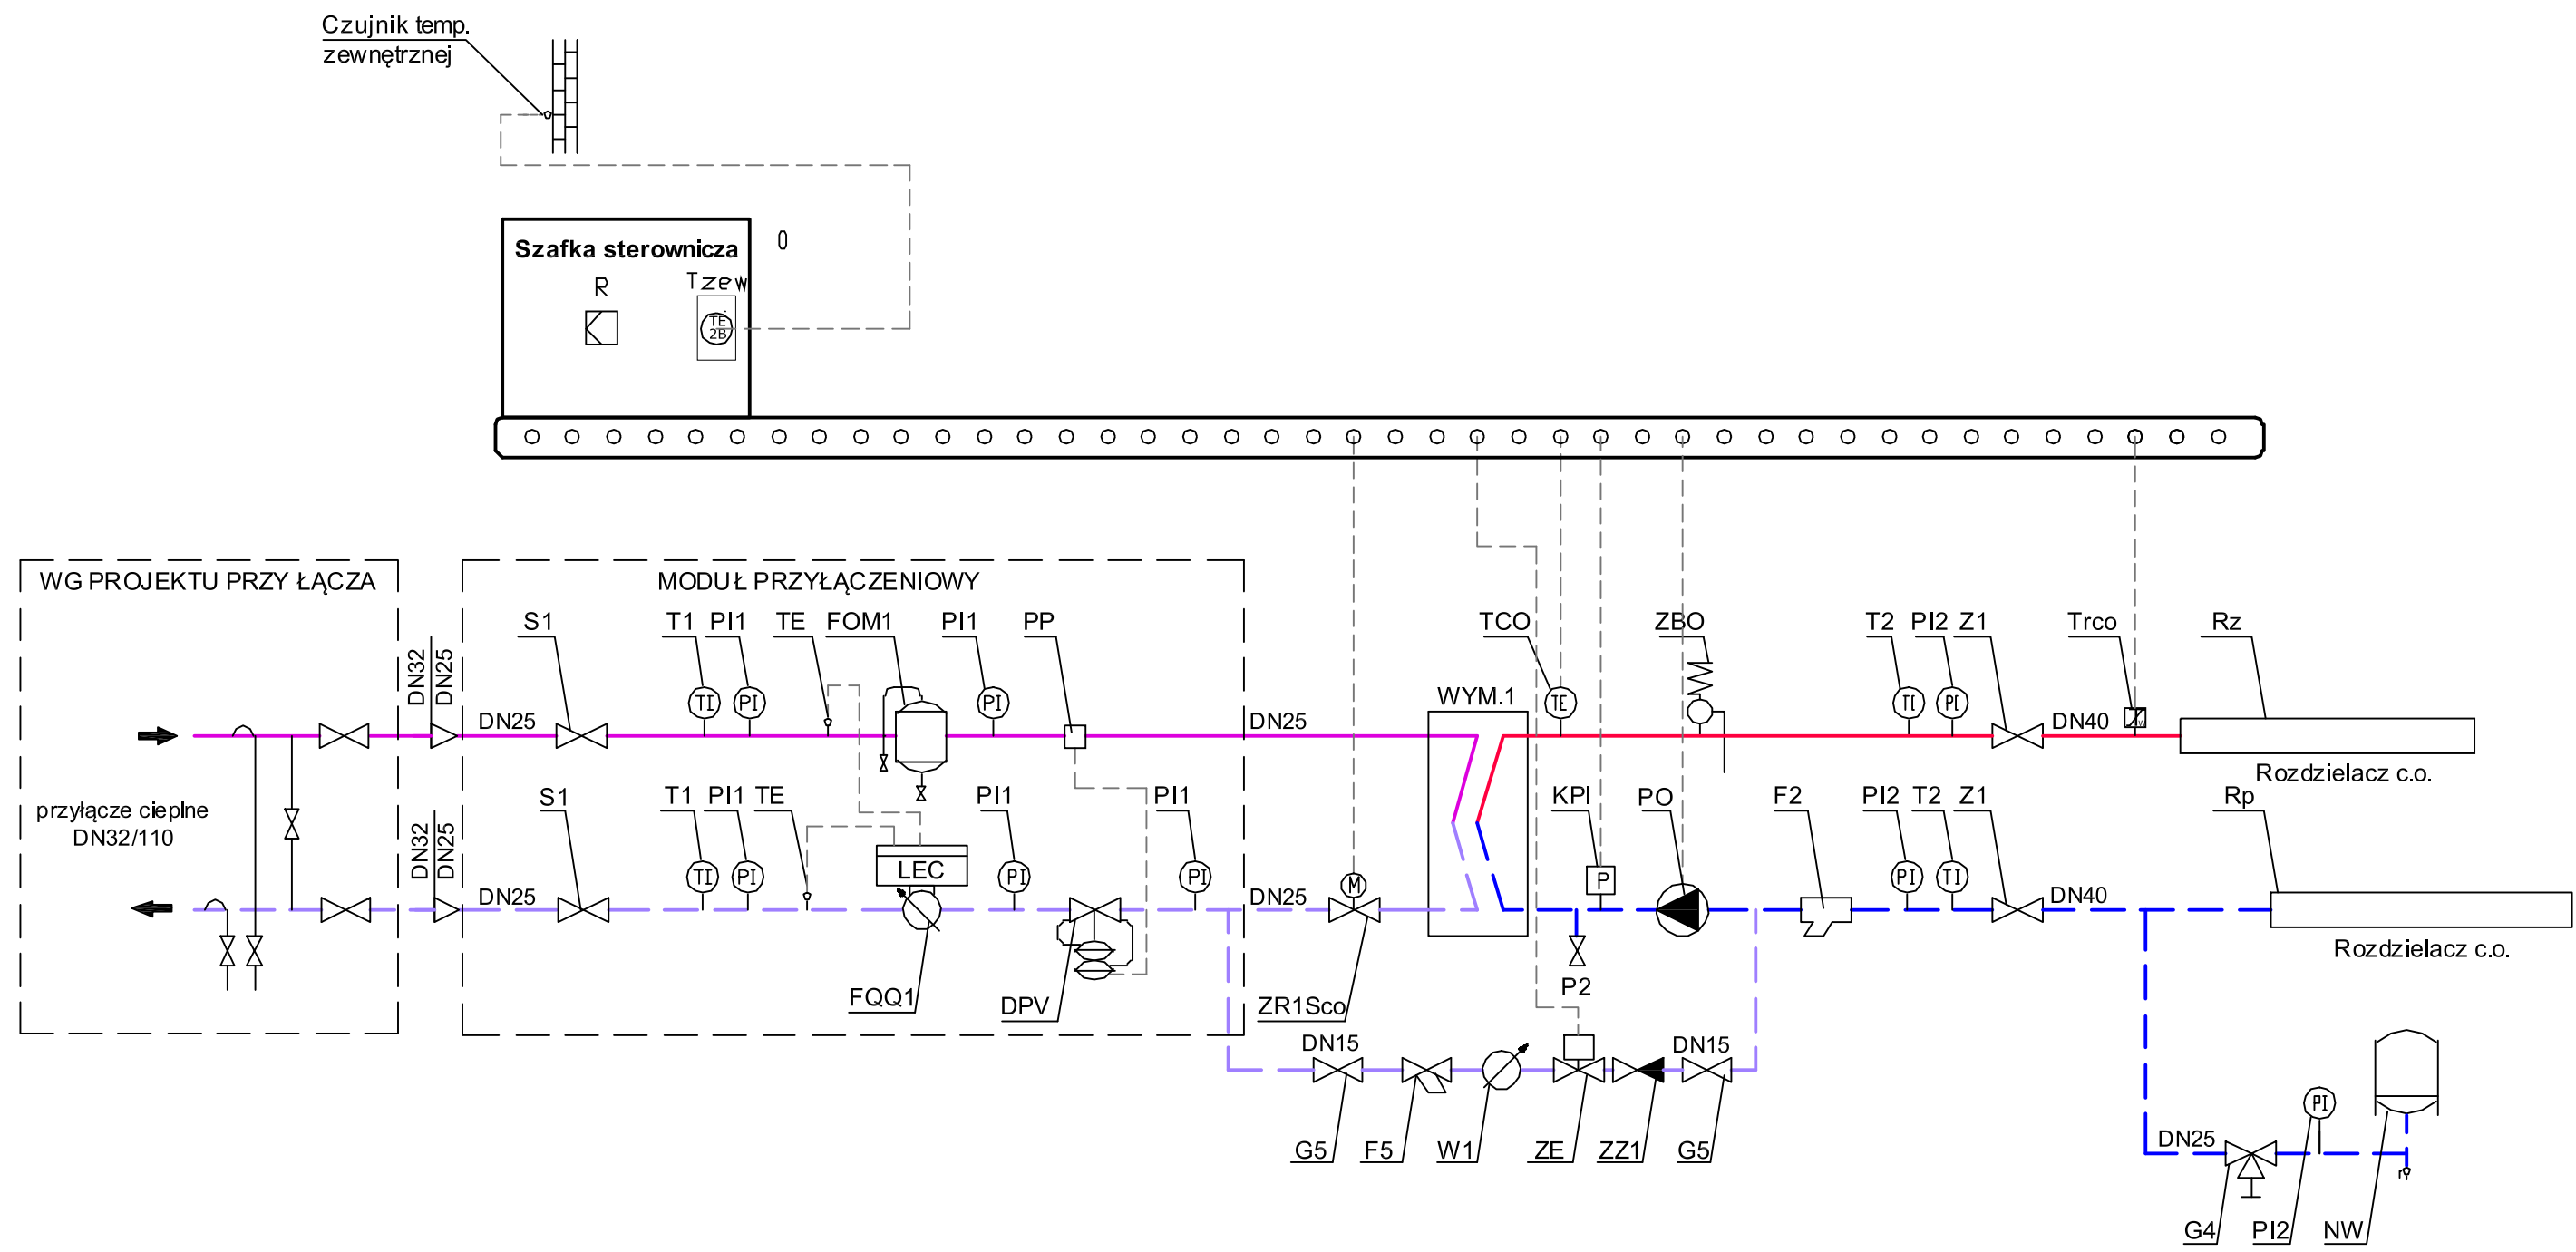 Czujnik temp.
zewnętrznej
Szafka sterownicza
R
Tzew
TE
2B
WG PROJEKTU PRZY ŁĄCZA
MODUŁ PRZYŁĄCZENIOWY
S1
T1
PI1
TE
FOM1
PI1
PP
TCO
ZBO
T2
PI2
Z1
Trco
Rz
DN32
DN25
DN25
TI
PI
PI
DN25
WYM.1
TE
TI
PI
DN40
Rozdzielacz c.o.
przyłącze cieplne
DN32/110
DN32
DN25
S1
T1
PI1
TE
PI1
PI1
KPI
PO
F2
PI2
T2
Z1
Rp
DN25
TI
PI
LEC
PI
PI
DN25
M
P
PI
TI
DN40
Rozdzielacz c.o.
FQQ1
DPV
ZR1Sco
P2
DN15
DN15
G5
F5
W1
ZE
ZZ1
G5
DN25
PI
G4
PI2
NW